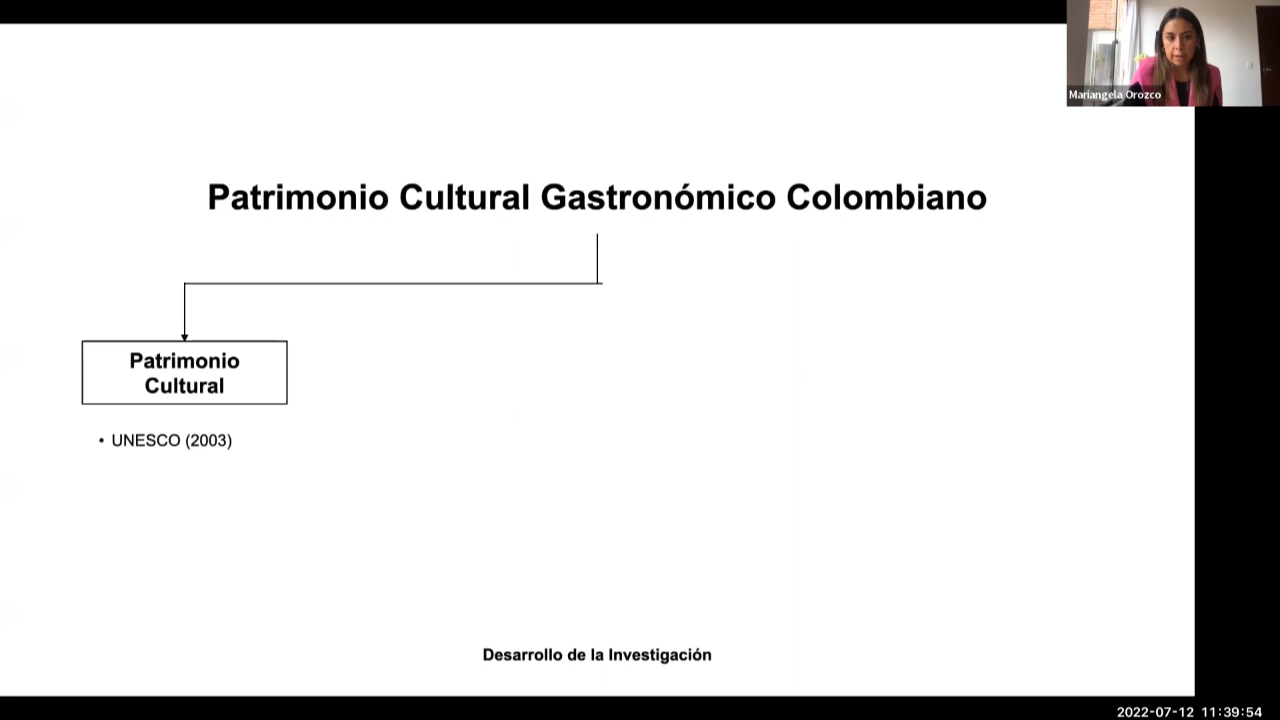 Mariangela Orozco
Patrimonio Cultural Gastronómico Colombiano
Patrimonio
Cultural
• UNESCO (2003)
Desarrollo de la Investigación
2022-07-12 11:39:54